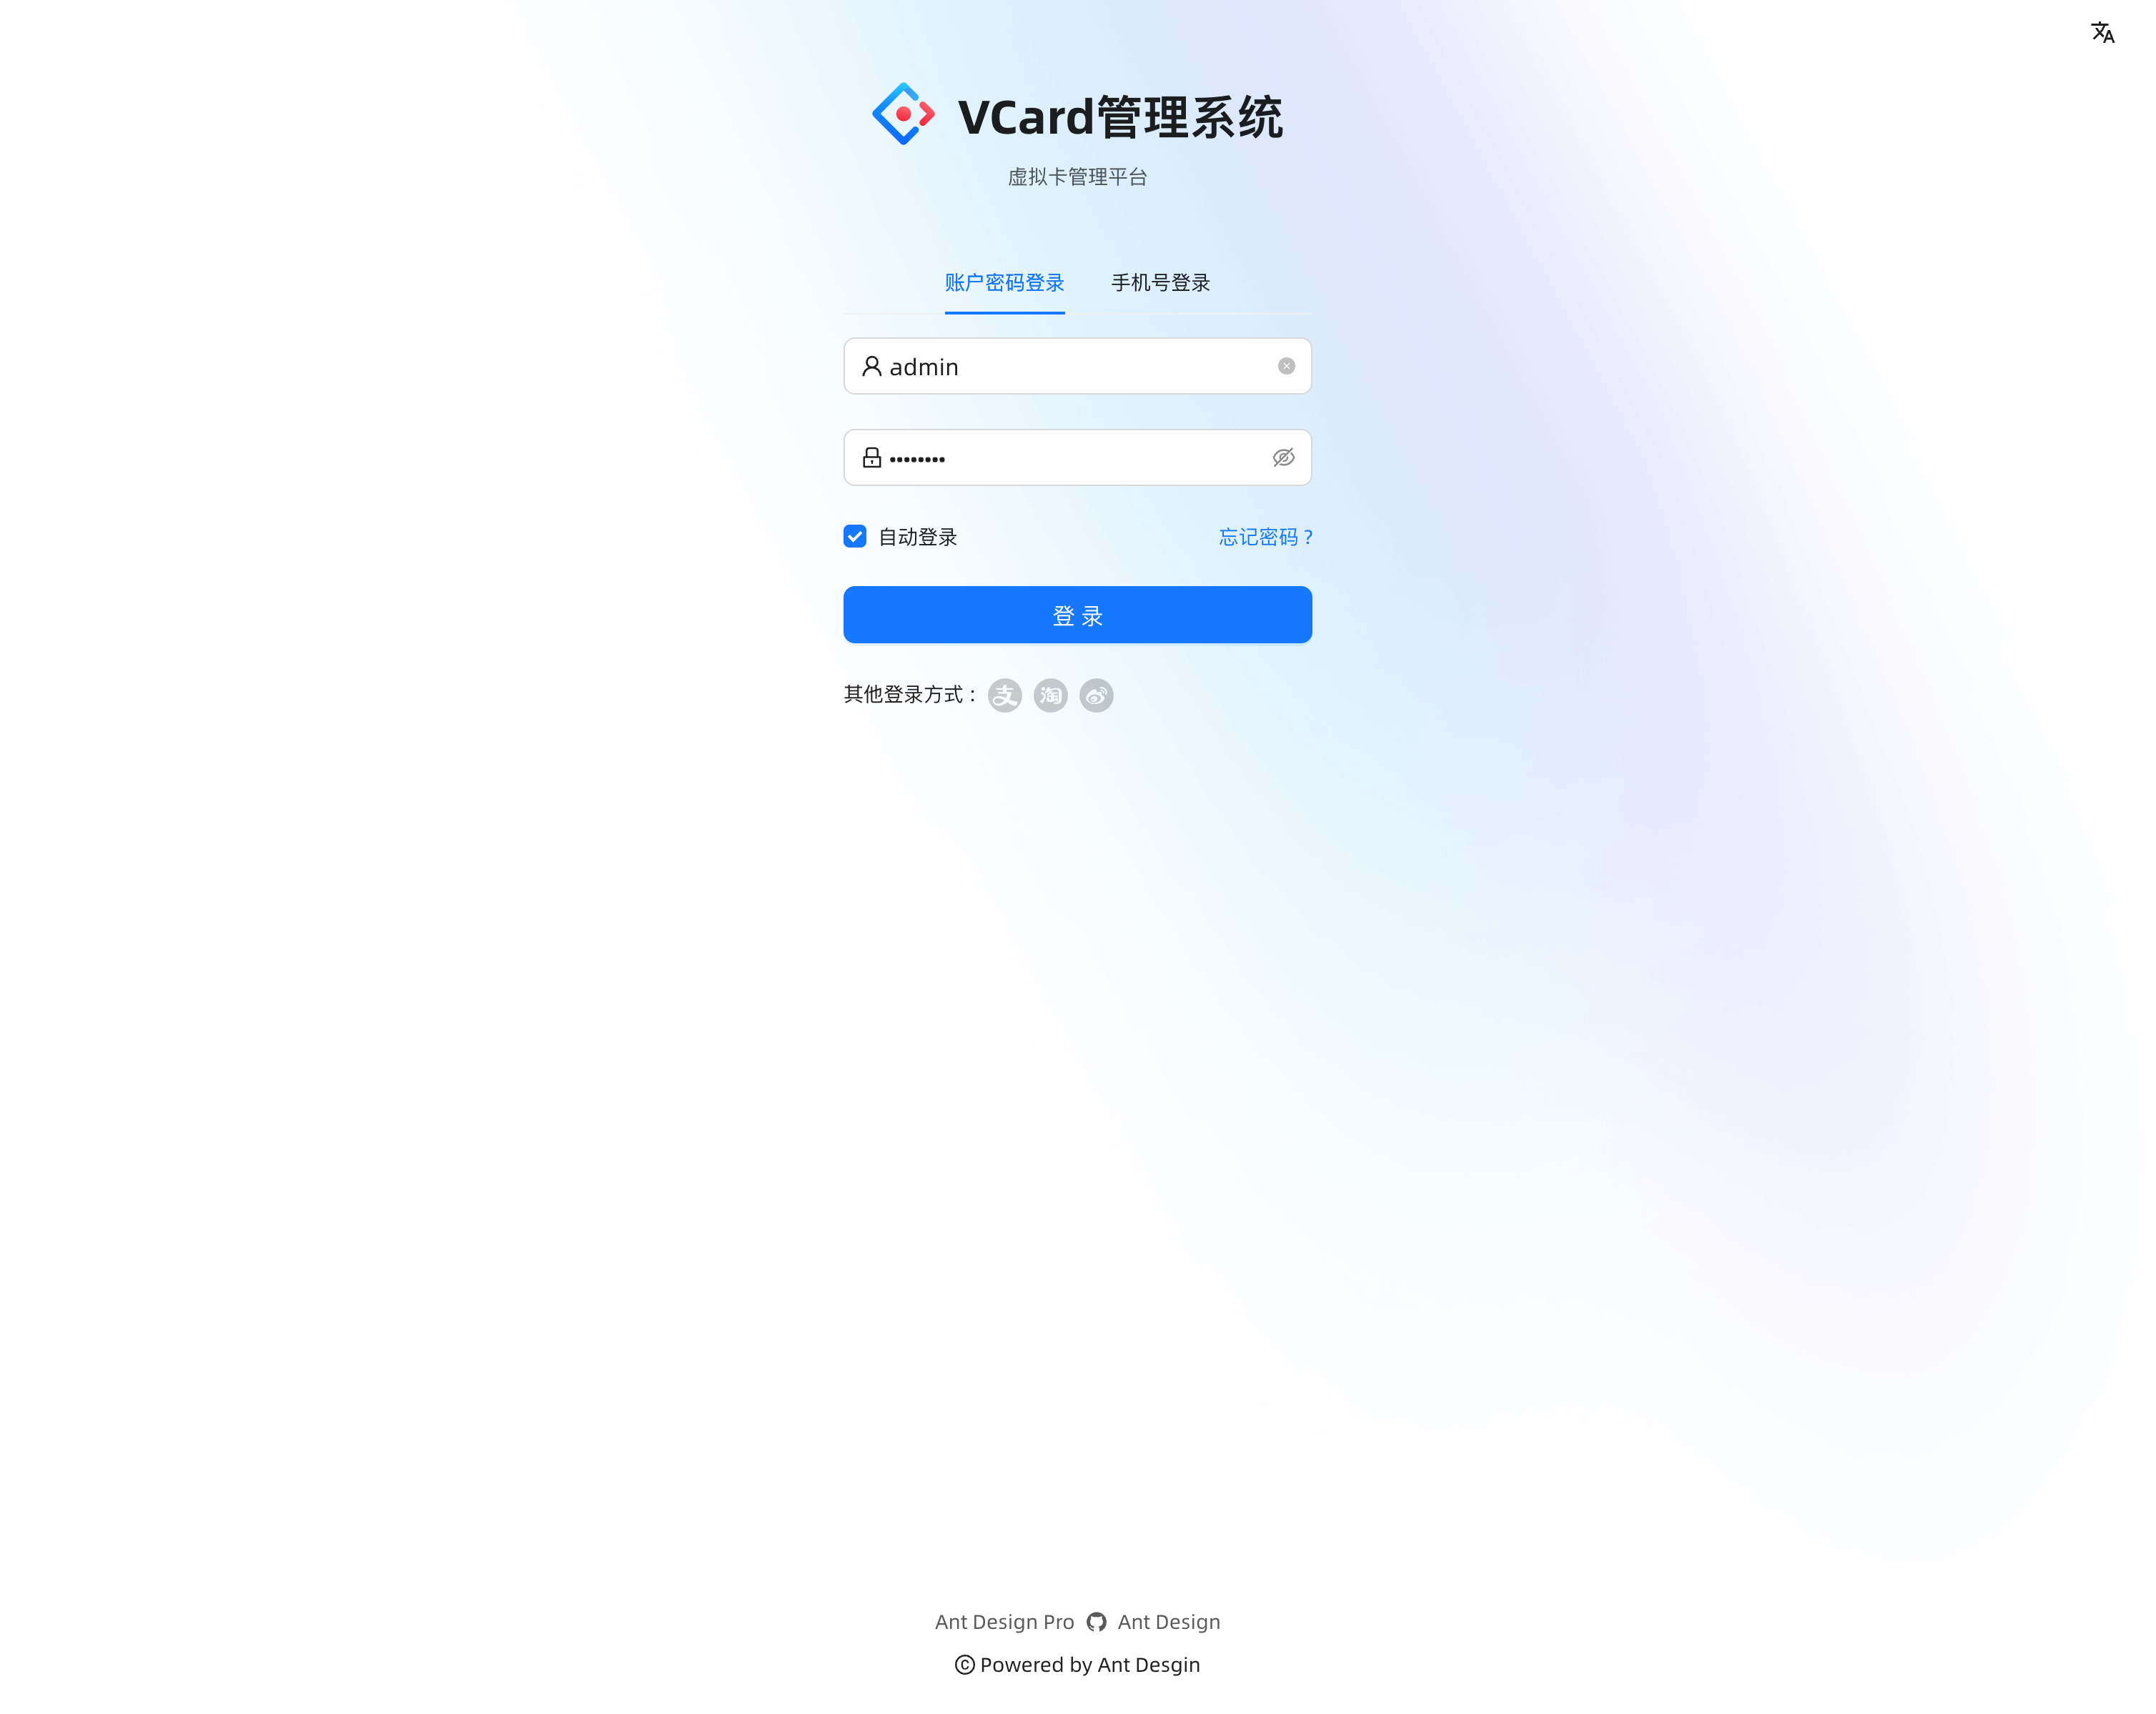 VCard管理系统
虚拟卡管理平台
账户密码登录 手机号登录
admin
••••••••
自动登录 忘记密码 ?
登 录
其他登录方式 : 支 淘
Ant Design Pro Ant Design
© Powered by Ant Desgin